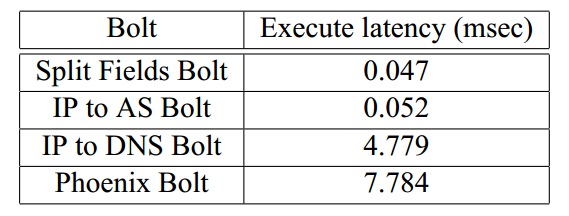 Bolt Execute latency (msec)
Split Fields Bolt 0.047
IP to AS Bolt 0.052
IP to DNS Bolt 4.779
Phoenix Bolt 7.784